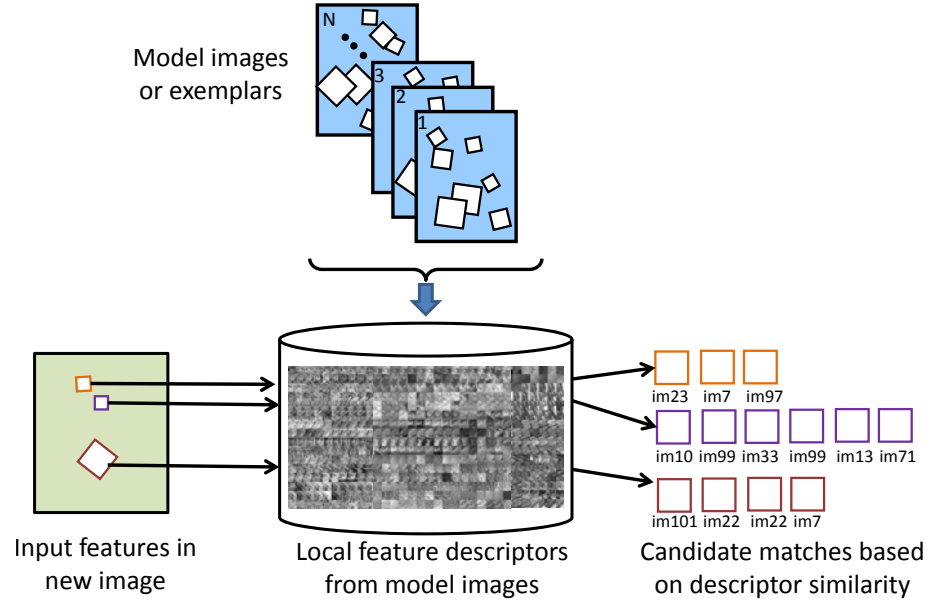 N
Model images
or exemplars
3
2
1
im23 im7 im97
im10 im99 im33 im99 im13 im71
im101 im22 im22 im7
Input features in
new image
Local feature descriptors
from model images
Candidate matches based
on descriptor similarity